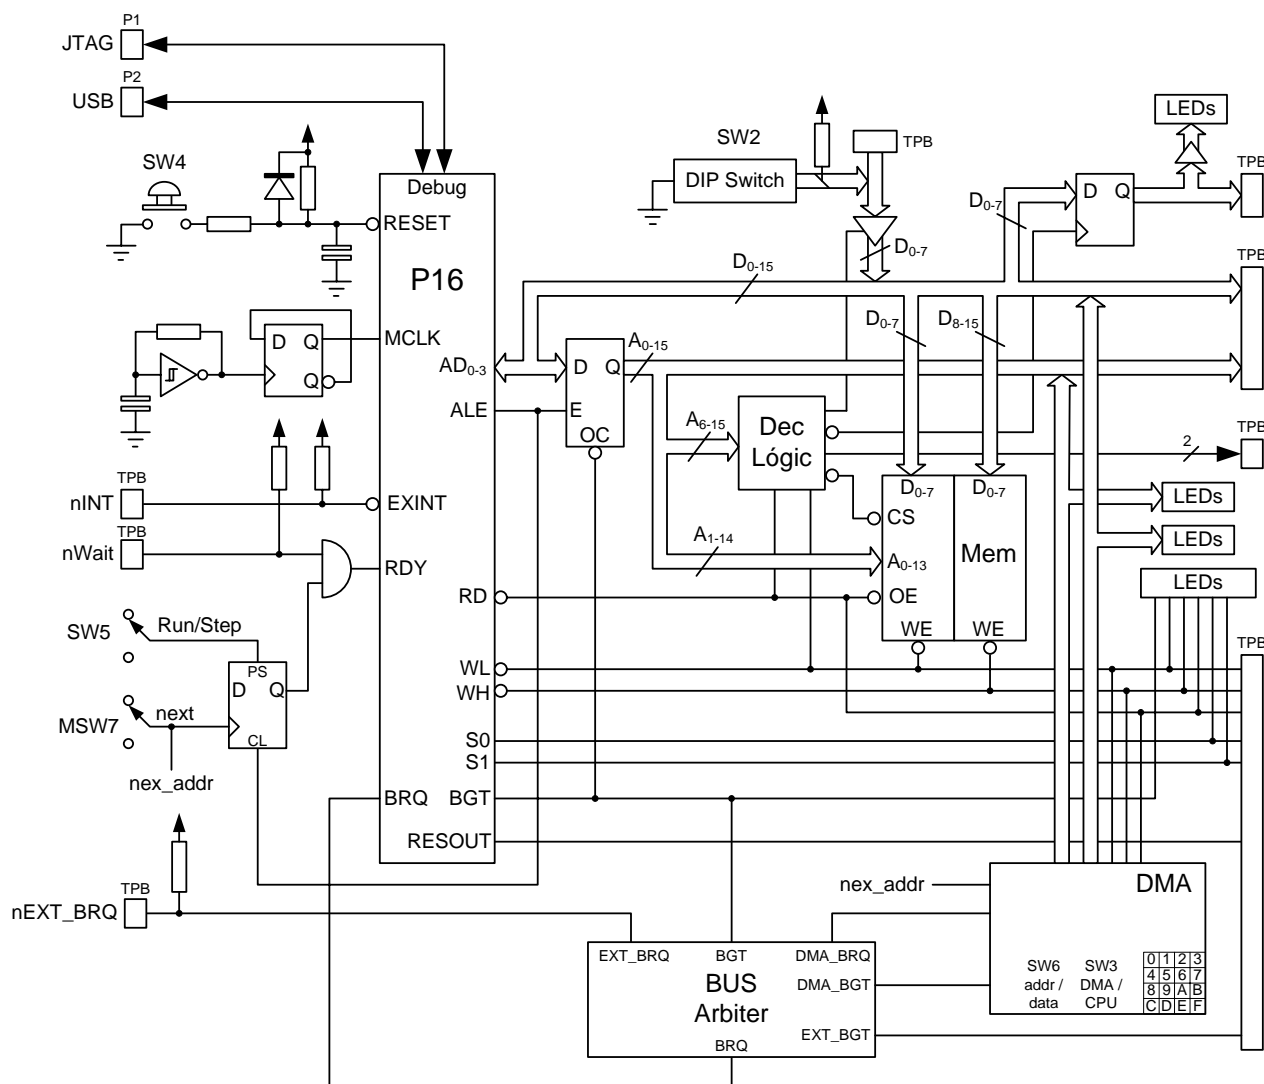 P1
JTAG
P2
USB
SW4
Debug
RESET
P16
MCLK
D Q
Q
AD0-3
ALE
nINT
TPB
EXINT
nWait
TPB
RDY
SW5
Run/Step
PS
D Q
CL
MSW7
next
nex_addr
RD
WL
WH
S0
S1
BRQ
BGT
RESOUT
TPB
nEXT_BRQ
SW2
DIP Switch
TPB
D0-7
D0-15
D Q
E
OC
A0-15
A6-15
A1-14
Dec
Lógic
D0-7
D8-15
D0-7
D0-7
CS
A0-13
Mem
OE
WE
WE
LEDs
TPB
D0-7
D Q
TPB
2
TPB
LEDs
LEDs
LEDs
TPB
nex_addr
DMA
SW6
addr /
data
SW3
DMA /
CPU
0 1 2 3
4 5 6 7
8 9 A B
C D E F
EXT_BRQ
BGT
DMA_BRQ
BUS
Arbiter
DMA_BGT
EXT_BGT
BRQ